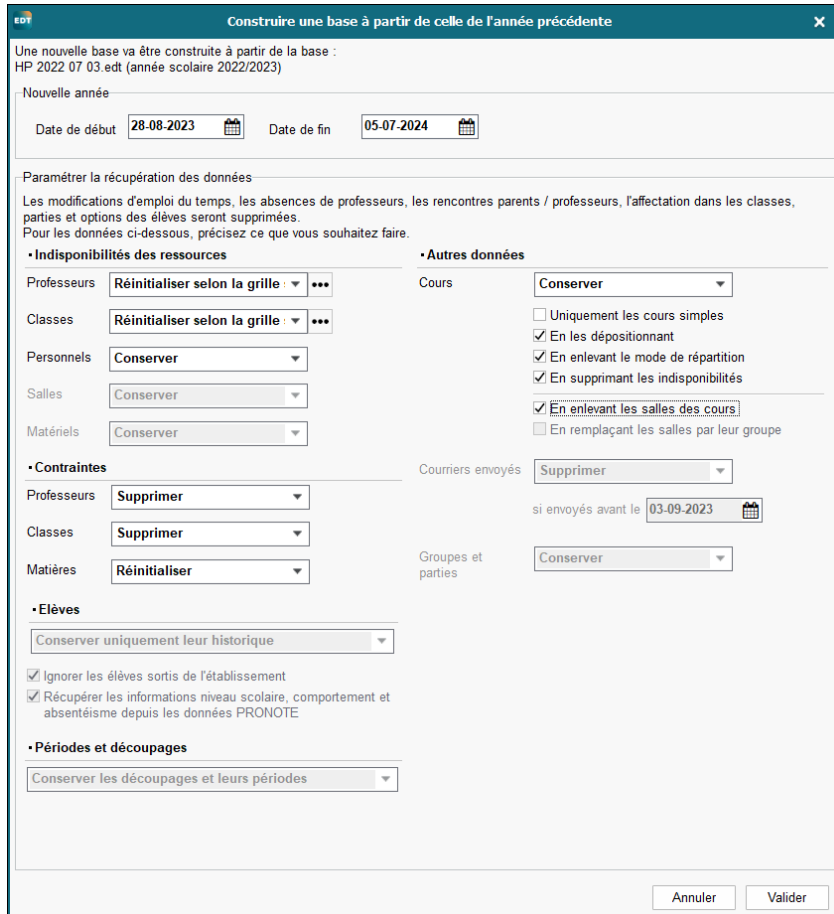 EDT
Construire une base à partir de celle de l'année précédente
Une nouvelle base va être construite à partir de la base :
HP 2022 07 03.edt (année scolaire 2022/2023)
Nouvelle année
Date de début 28-08-2023 Date de fin 05-07-2024
Paramétrer la récupération des données
Les modifications d'emploi du temps, les absences de professeurs, les rencontres parents / professeurs, l'affectation dans les classes,
parties et options des élèves seront supprimées.
Pour les données ci-dessous, précisez ce que vous souhaitez faire.
Indisponibilités des ressources
Professeurs Réinitialiser selon la grille
Classes Réinitialiser selon la grille
Personnels Conserver
Salles Conserver
Matériels Conserver
Contraintes
Professeurs Supprimer
Classes Supprimer
Matières Réinitialiser
Elèves
Conserver uniquement leur historique
Ignorer les élèves sortis de l'établissement
Récupérer les informations niveau scolaire, comportement et
absentéisme depuis les données PRONOTE
Périodes et découpages
Conserver les découpages et leurs périodes
Autres données
Cours Conserver
Uniquement les cours simples
En les dépositionnant
En enlevant le mode de répartition
En supprimant les indisponibilités
En enlevant les salles des cours
En remplaçant les salles par leur groupe
Courriers envoyés Supprimer
si envoyés avant le 03-09-2023
Groupes et
parties
Conserver
Annuler
Valider